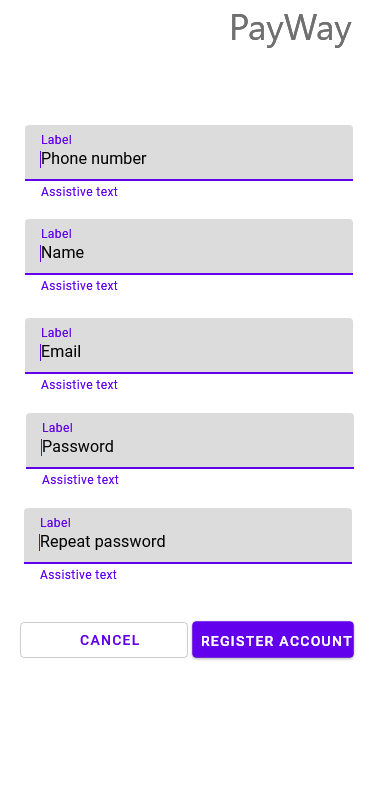 PayWay
Label
Phone number
Assistive text
Label
Name
Assistive text
Label
Email
Assistive text
Label
Password
Assistive text
Label
Repeat password
Assistive text
CANCEL
REGISTER ACCOUNT